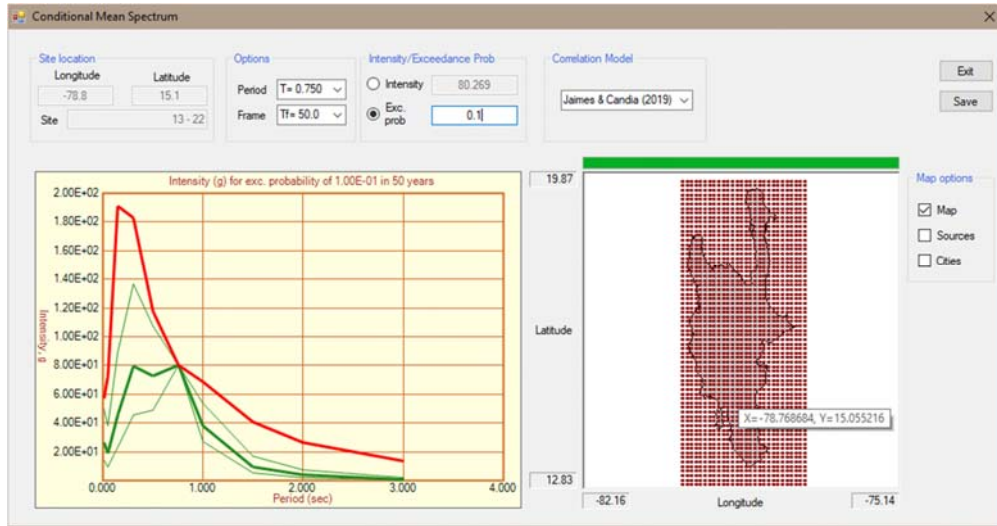 Conditional Mean Spectrum
Site location
Longitude Latitude
-78.8 15.1
Site 13 - 22
Options
Period T= 0.750
Frame Tf= 50.0
Intensity/Exceedance Prob
Intensity 80.269
Exc. prob 0.1
Correlation Model
Jaimes & Candia (2019)
Exit
Save
Intensity (g) for exc. probability of 1.00E-01 in 50 years
2.00E+02
1.80E+02
1.60E+02
1.40E+02
1.20E+02
1.00E+02
8.00E+01
6.00E+01
4.00E+01
2.00E+01
Intensity, g
0.000 1.000 2.000 3.000 4.000
Period (sec)
19.87
Latitude
12.83
X=-78.768684, Y=15.055216
-82.16 Longitude -75.14
Map options
Map
Sources
Cities